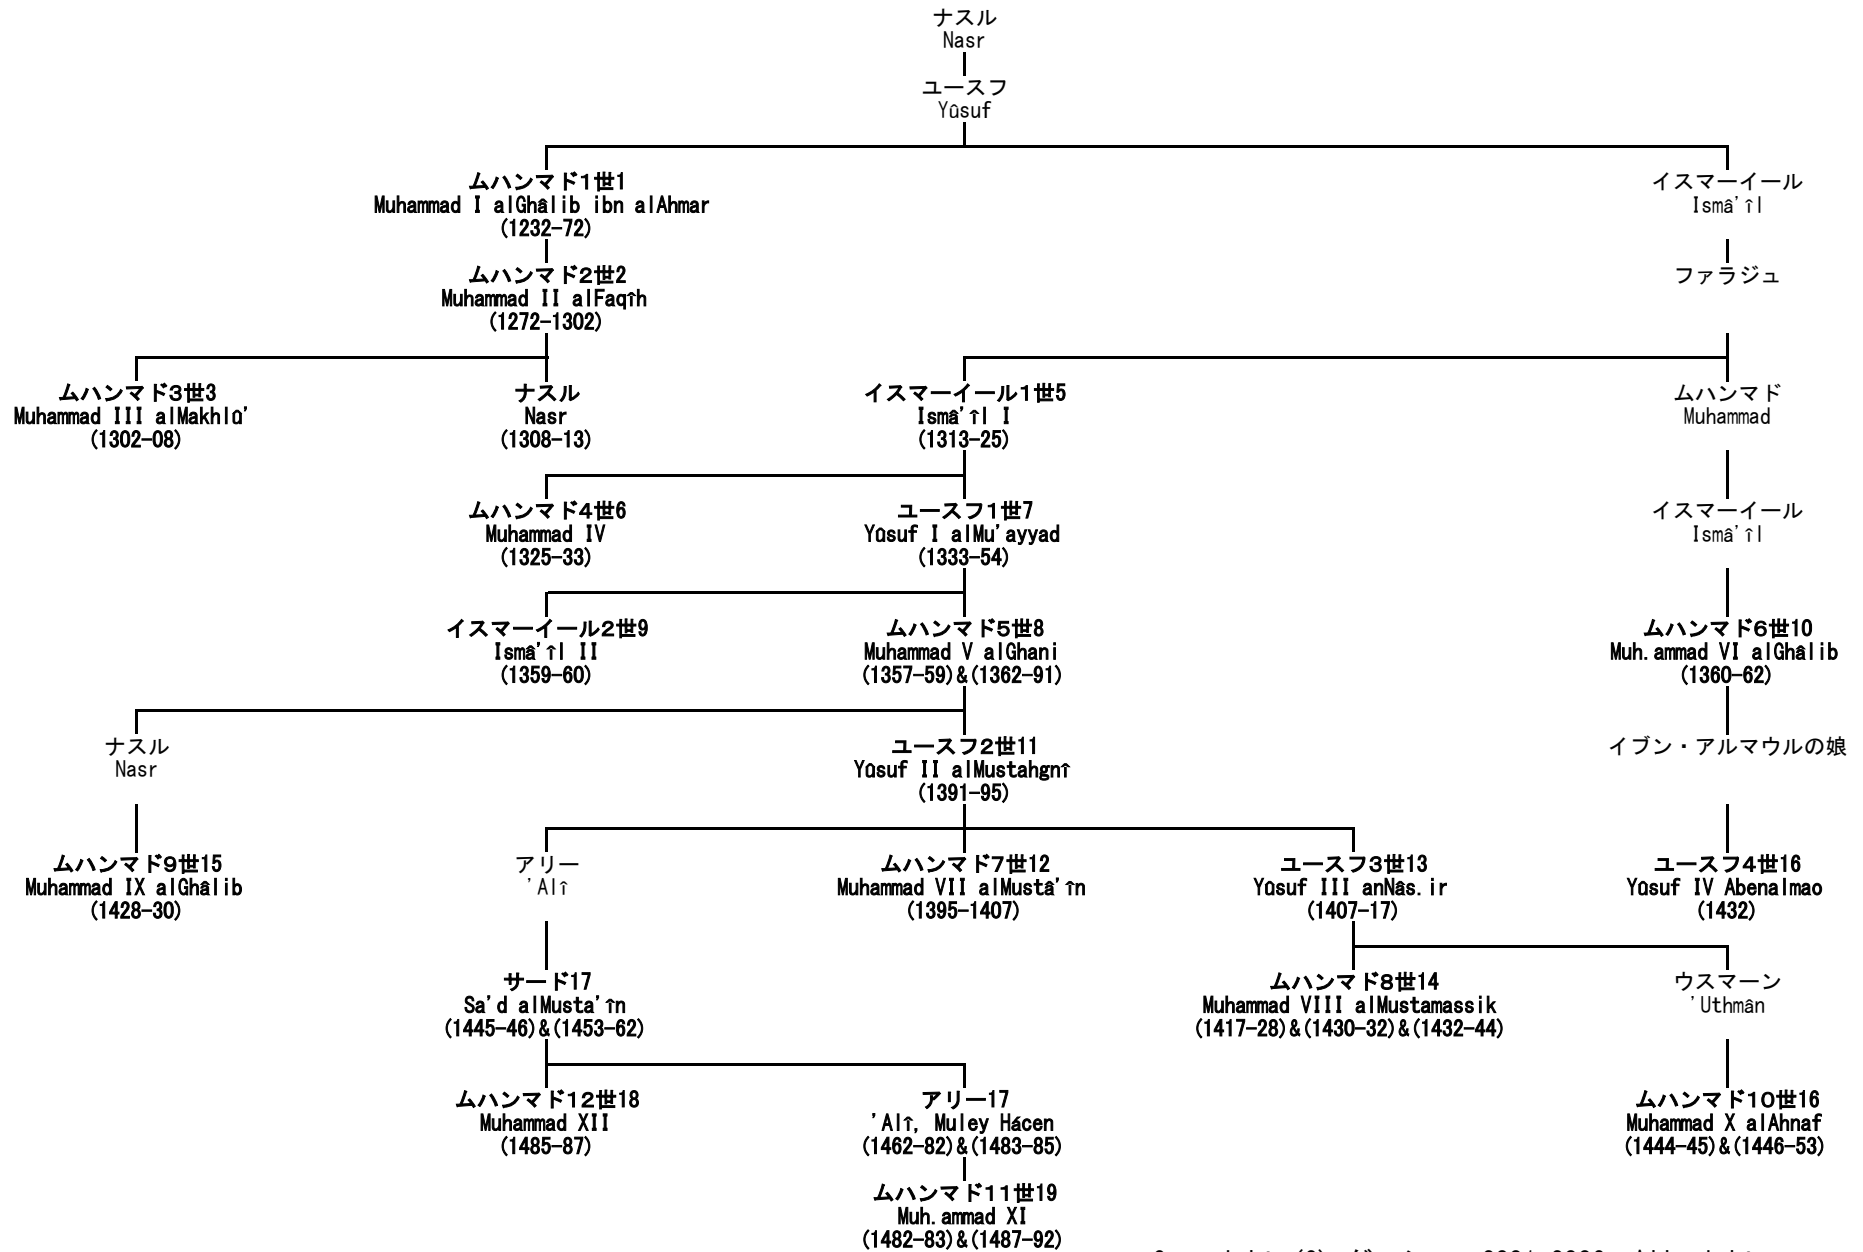 ナスル
Nasr
ユースフ
Yûsuf
ムハンマド１世1
Muhammad I alGhâlib ibn alAhmar
(1232-72)
イスマーイール
Ismâ'îl
ムハンマド２世2
Muhammad II alFaqîh
(1272-1302)
ファラジュ
ムハンマド３世3
Muhammad III alMakhlû'
(1302-08)
ナスル
Nasr
(1308-13)
イスマーイール１世5
Ismâ'îl I
(1313-25)
ムハンマド
Muhammad
ムハンマド４世6
Muhammad IV
(1325-33)
ユースフ１世7
Yûsuf I alMu'ayyad
(1333-54)
イスマーイール
Ismâ'îl
イスマーイール２世9
Ismâ'îl II
(1359-60)
ムハンマド５世8
Muhammad V alGhani
(1357-59)&(1362-91)
ムハンマド６世10
Muh.ammad VI alGhâlib
(1360-62)
ナスル
Nasr
ユースフ２世11
Yûsuf II alMustahgnî
(1391-95)
イブン・アルマウルの娘
ムハンマド９世15
Muhammad IX alGhâlib
(1428-30)
アリー
'Alî
ムハンマド７世12
Muhammad VII alMustâ'în
(1395-1407)
ユースフ３世13
Yûsuf III anNâs.ir
(1407-17)
ユースフ４世16
Yûsuf IV Abenalmao
(1432)
サード17
Sa'd alMusta'în
(1445-46)&(1453-62)
ムハンマド８世14
Muhammad VIII alMustamassik
(1417-28)&(1430-32)&(1432-44)
ウスマーン
'Uthmân
ムハンマド１２世18
Muhammad XII
(1485-87)
アリー17
'Alî, Muley Hácen
(1462-82)&(1483-85)
ムハンマド１０世16
Muhammad X alAhnaf
(1444-45)&(1446-53)
ムハンマド１１世19
Muh.ammad XI
(1482-83)&(1487-92)